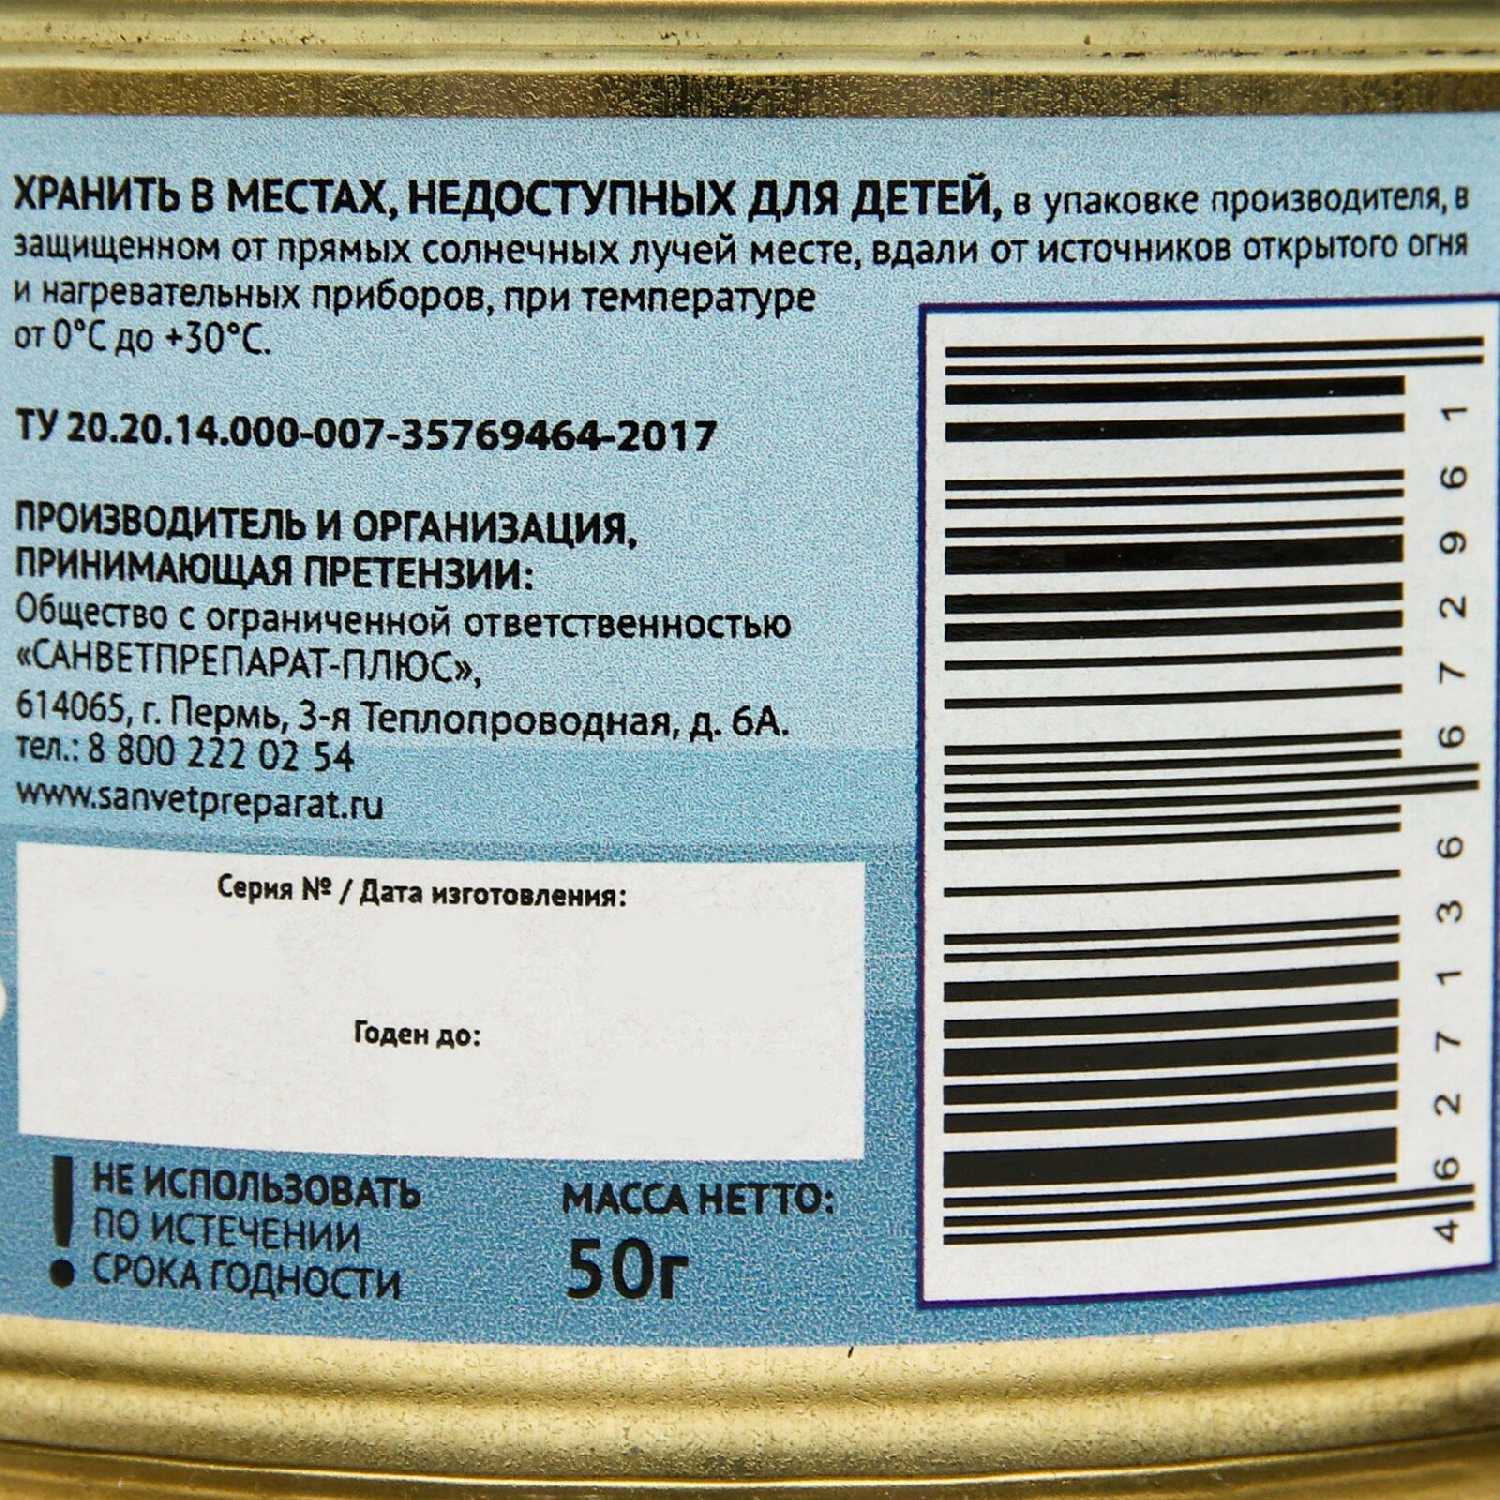 ХРАНИТЬ В МЕСТАХ, НЕДОСТУПНЫХ ДЛЯ ДЕТЕЙ, в упаковке производителя, в
защищенном от прямых солнечных лучей месте, вдали от источников открытого огня
и нагревательных приборов, при температуре
от 0°С до +30°С.
ТУ 20.20.14.000-007-35769464-2017
ПРОИЗВОДИТЕЛЬ И ОРГАНИЗАЦИЯ,
ПРИНИМАЮЩАЯ ПРЕТЕНЗИИ:
Общество с ограниченной ответственностью
«САНВЕТПРЕПАРАТ-ПЛЮС»,
614065, г. Пермь, 3-я Теплопроводная, д. 6А.
тел.: 8 800 222 02 54
www.sanvetpreparat.ru
Серия № / Дата изготовления:
Годен до:
! НЕ ИСПОЛЬЗОВАТЬ
ПО ИСТЕЧЕНИИ
СРОКА ГОДНОСТИ
МАССА НЕТТО:
50г
4 627136 672961